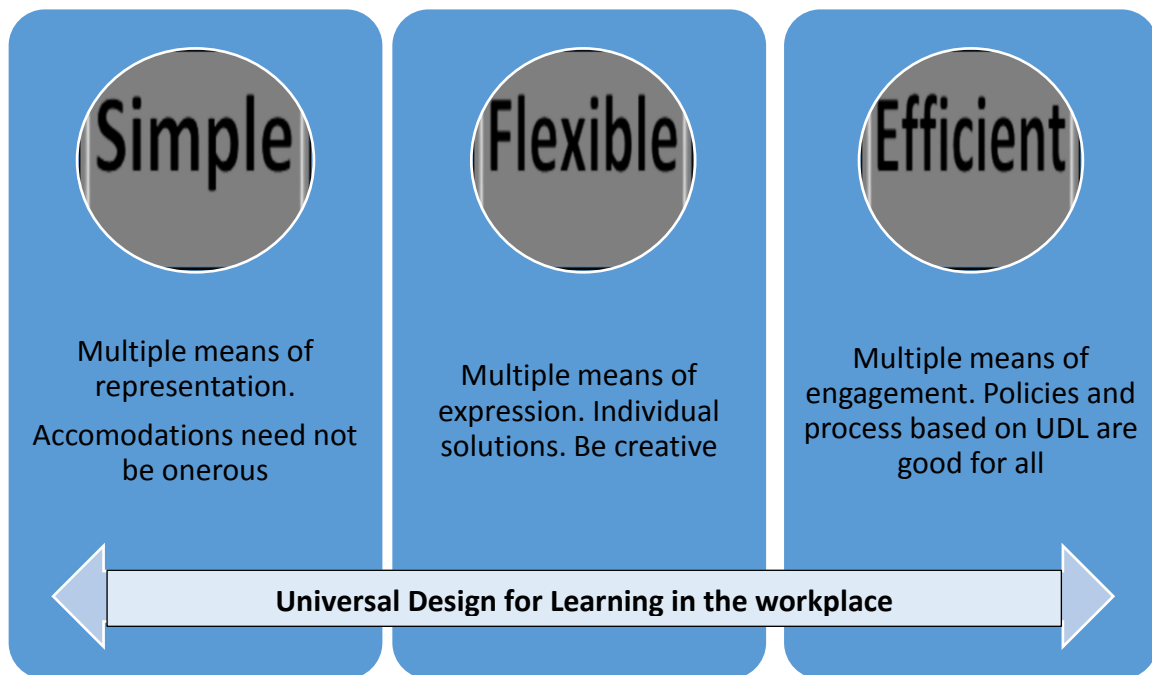 Simple
Multiple means of
representation.
Accomodations need not
be onerous
Flexible
Multiple means of
expression. Individual
solutions. Be creative
Efficient
Multiple means of
engagement. Policies and
process based on UDL are
good for all
Universal Design for Learning in the workplace